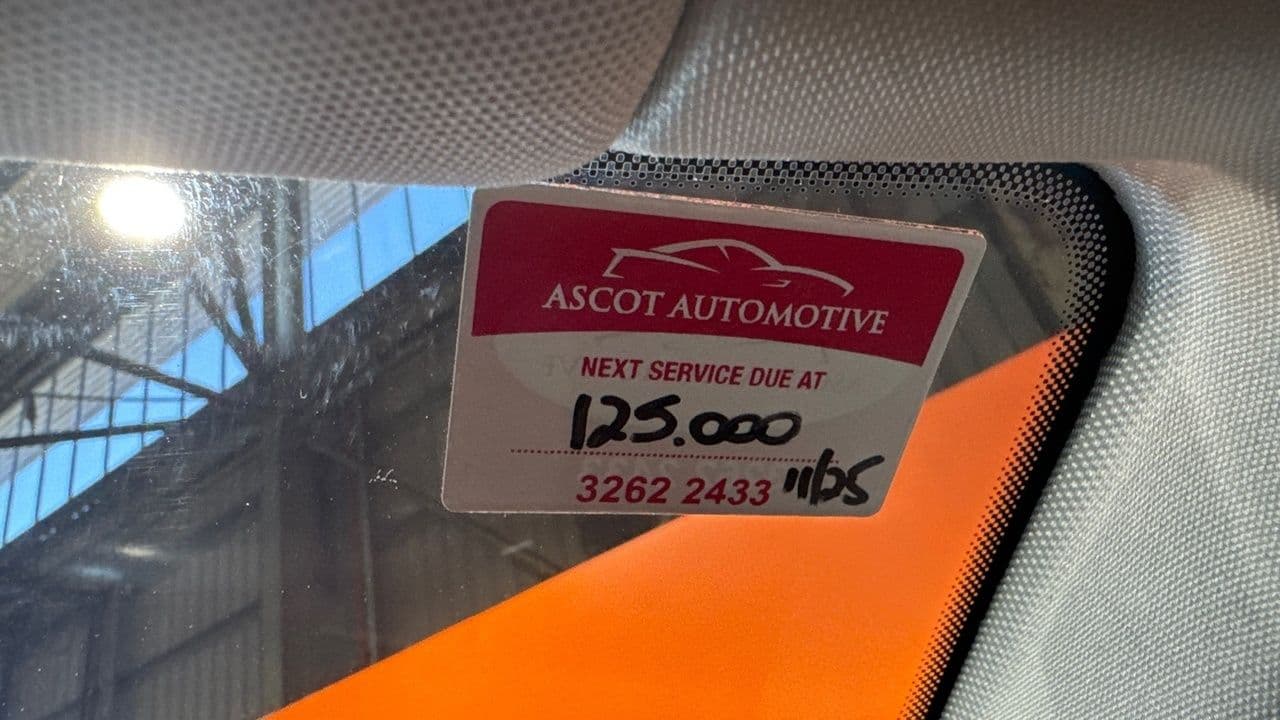 ASCOT AUTOMOTIVE
NEXT SERVICE DUE AT
125.000
3262 2433 11/25